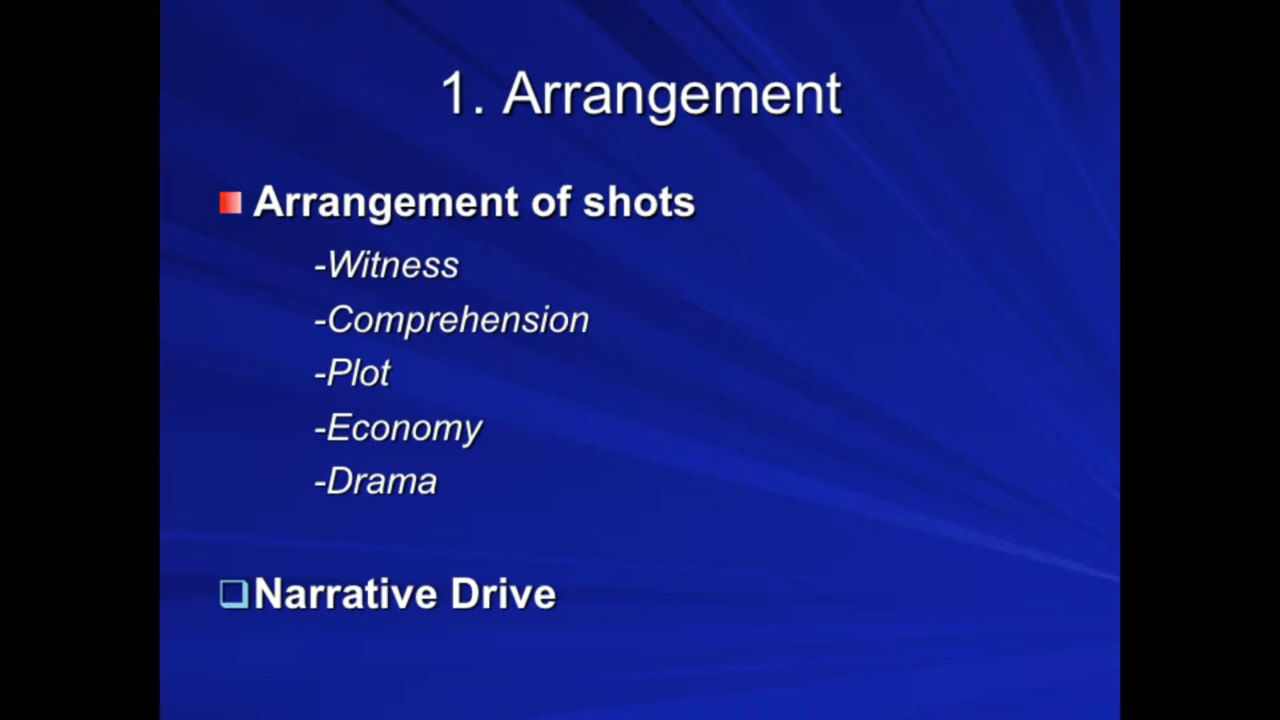 1. Arrangement
Arrangement of shots
-Witness
-Comprehension
-Plot
-Economy
-Drama
Narrative Drive